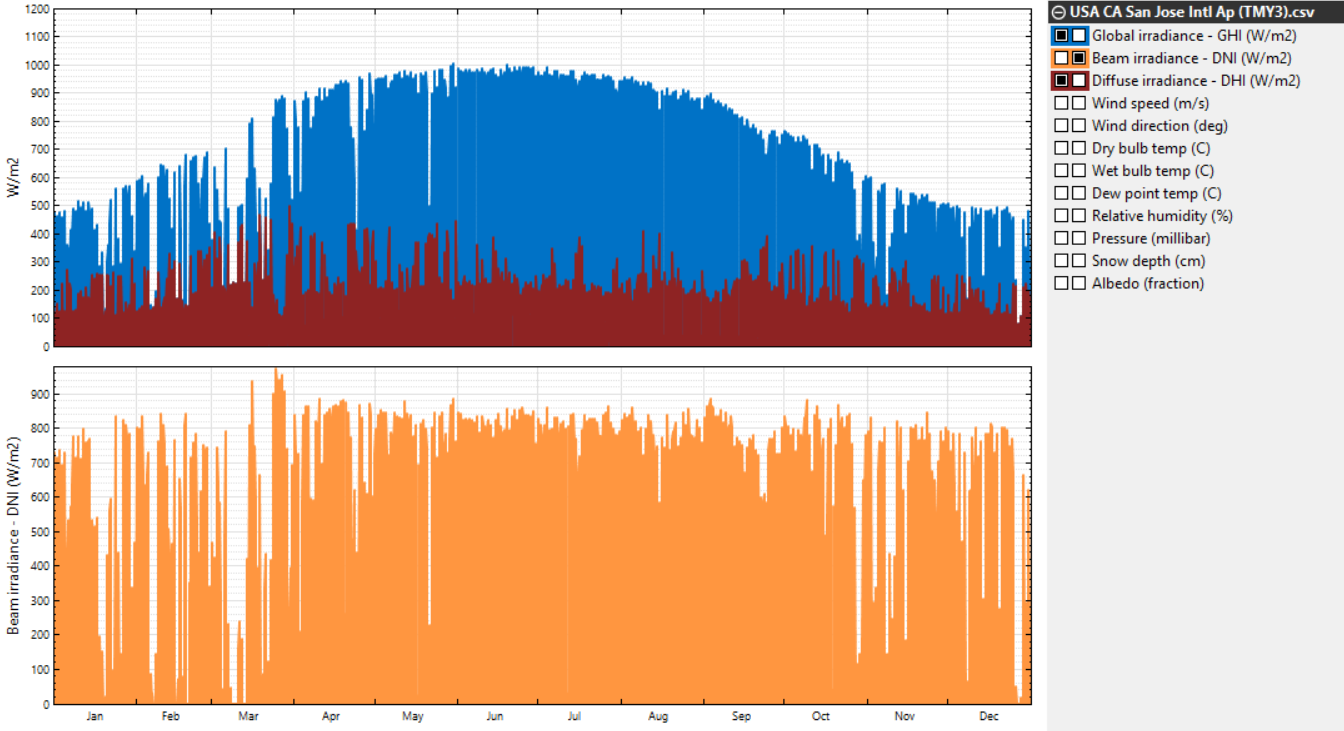 1200
1100
1000
900
800
700
600
500
400
300
200
100
0
W/m2
900
800
700
600
500
400
300
200
100
0
Beam irradiance - DNI (W/m2)
Jan Feb Mar Apr May Jun Jul Aug Sep Oct Nov Dec
USA CA San Jose Intl Ap (TMY3).csv
Global irradiance - GHI (W/m2)
Beam irradiance - DNI (W/m2)
Diffuse irradiance - DHI (W/m2)
Wind speed (m/s)
Wind direction (deg)
Dry bulb temp (C)
Wet bulb temp (C)
Dew point temp (C)
Relative humidity (%)
Pressure (millibar)
Snow depth (cm)
Albedo (fraction)